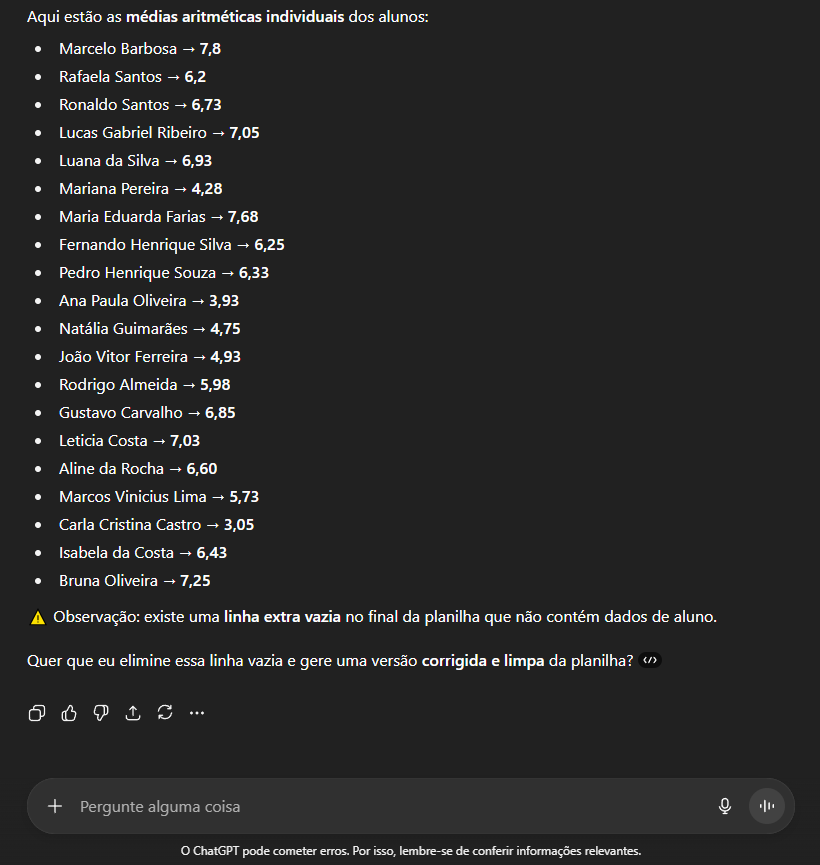 Aqui estão as médias aritméticas individuais dos alunos:
• Marcelo Barbosa → 7,8
• Rafaela Santos → 6,2
• Ronaldo Santos → 6,73
• Lucas Gabriel Ribeiro → 7,05
• Luana da Silva → 6,93
• Mariana Pereira → 4,28
• Maria Eduarda Farias → 7,68
• Fernando Henrique Silva → 6,25
• Pedro Henrique Souza → 6,33
• Ana Paula Oliveira → 3,93
• Natália Guimarães → 4,75
• João Vitor Ferreira → 4,93
• Rodrigo Almeida → 5,98
• Gustavo Carvalho → 6,85
• Leticia Costa → 7,03
• Aline da Rocha → 6,60
• Marcos Vinicius Lima → 5,73
• Carla Cristina Castro → 3,05
• Isabela da Costa → 6,43
• Bruna Oliveira → 7,25
⚠️ Observação: existe uma linha extra vazia no final da planilha que não contém dados de aluno.
Quer que eu elimine essa linha vazia e gere uma versão corrigida e limpa da planilha?
Pergunte alguma coisa
O ChatGPT pode cometer erros. Por isso, lembre-se de conferir informações relevantes.